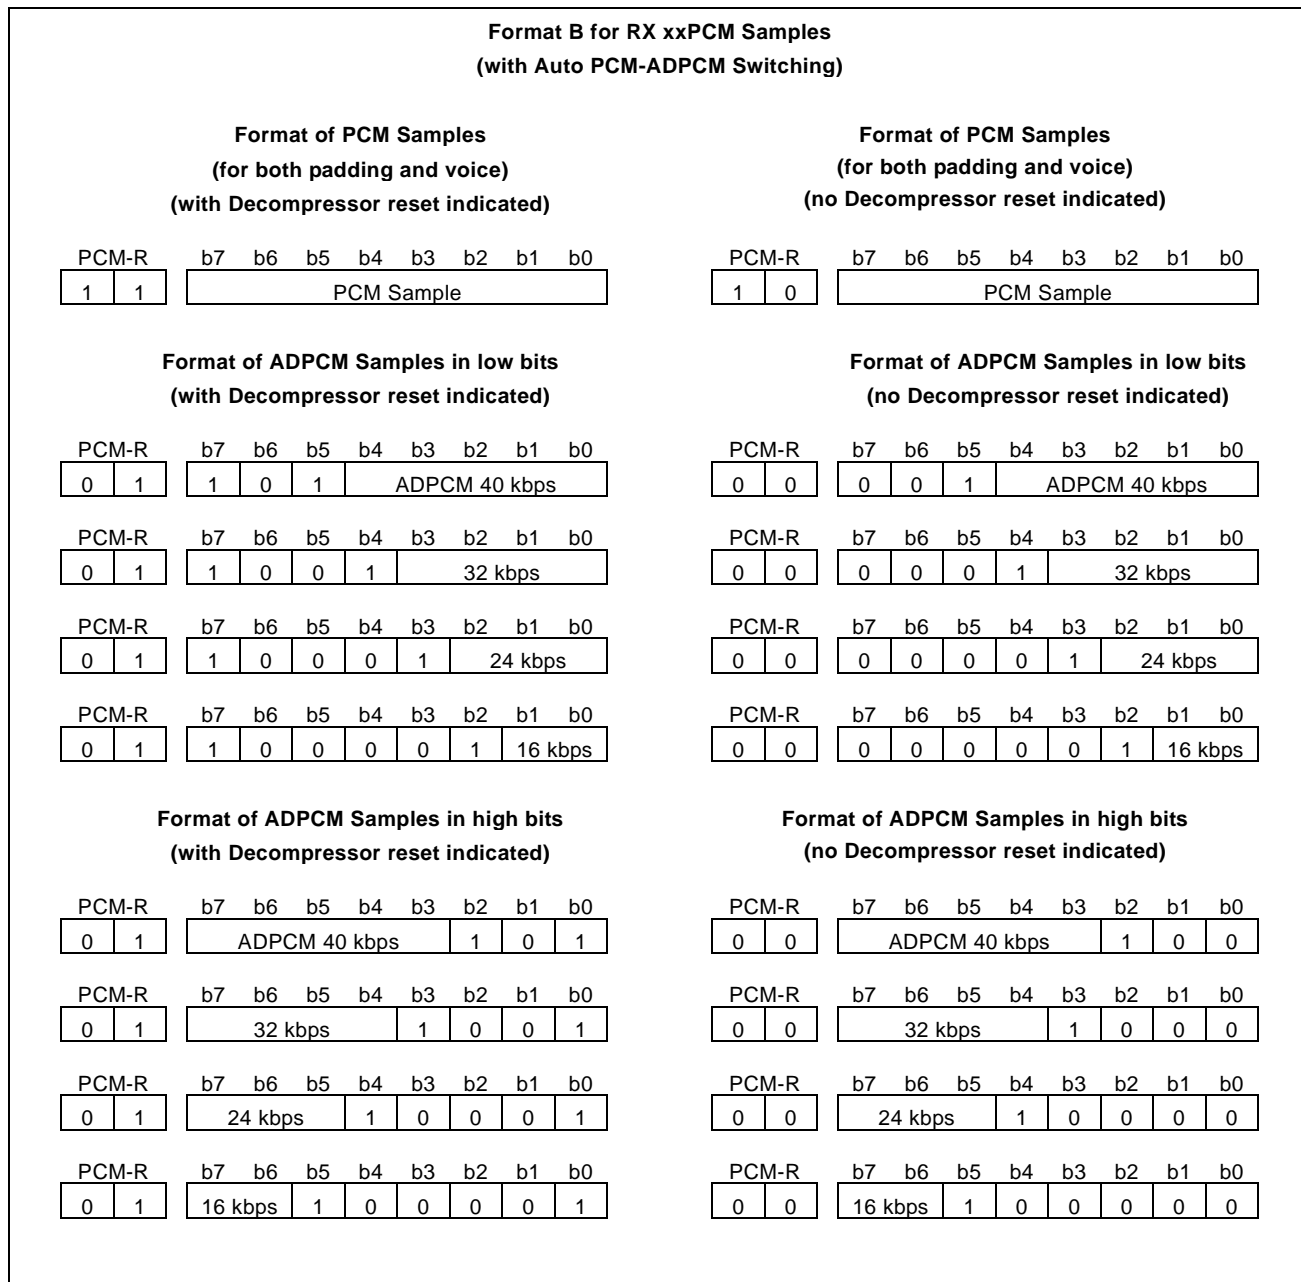 Format B for RX xxPCM Samples
(with Auto PCM-ADPCM Switching)
Format of PCM Samples
(for both padding and voice)
(with Decompressor reset indicated)
PCM-R b7 b6 b5 b4 b3 b2 b1 b0
1 1 PCM Sample
Format of PCM Samples
(for both padding and voice)
(no Decompressor reset indicated)
PCM-R b7 b6 b5 b4 b3 b2 b1 b0
1 0 PCM Sample
Format of ADPCM Samples in low bits
(with Decompressor reset indicated)
PCM-R b7 b6 b5 b4 b3 b2 b1 b0
0 1 1 0 1 ADPCM 40 kbps
PCM-R b7 b6 b5 b4 b3 b2 b1 b0
0 1 1 0 0 1 32 kbps
PCM-R b7 b6 b5 b4 b3 b2 b1 b0
0 1 1 0 0 0 1 24 kbps
PCM-R b7 b6 b5 b4 b3 b2 b1 b0
0 1 1 0 0 0 0 1 16 kbps
Format of ADPCM Samples in low bits
(no Decompressor reset indicated)
PCM-R b7 b6 b5 b4 b3 b2 b1 b0
0 0 0 0 1 ADPCM 40 kbps
PCM-R b7 b6 b5 b4 b3 b2 b1 b0
0 0 0 0 0 1 32 kbps
PCM-R b7 b6 b5 b4 b3 b2 b1 b0
0 0 0 0 0 0 1 24 kbps
PCM-R b7 b6 b5 b4 b3 b2 b1 b0
0 0 0 0 0 0 0 1 16 kbps
Format of ADPCM Samples in high bits
(with Decompressor reset indicated)
PCM-R b7 b6 b5 b4 b3 b2 b1 b0
0 1 ADPCM 40 kbps 1 0 1
PCM-R b7 b6 b5 b4 b3 b2 b1 b0
0 1 32 kbps 1 0 0 1
PCM-R b7 b6 b5 b4 b3 b2 b1 b0
0 1 24 kbps 1 0 0 0 1
PCM-R b7 b6 b5 b4 b3 b2 b1 b0
0 1 16 kbps 1 0 0 0 0 1
Format of ADPCM Samples in high bits
(no Decompressor reset indicated)
PCM-R b7 b6 b5 b4 b3 b2 b1 b0
0 0 ADPCM 40 kbps 1 0 0
PCM-R b7 b6 b5 b4 b3 b2 b1 b0
0 0 32 kbps 1 0 0 0
PCM-R b7 b6 b5 b4 b3 b2 b1 b0
0 0 24 kbps 1 0 0 0 0
PCM-R b7 b6 b5 b4 b3 b2 b1 b0
0 0 16 kbps 1 0 0 0 0 0